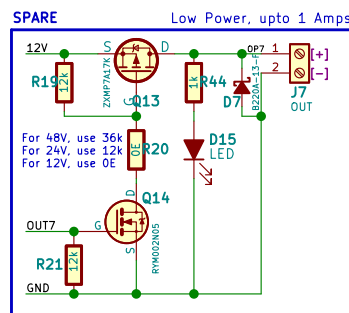 SPARE
Low Power, upto 1 Amps
12V
S
D
DP7
1
[+]
2
[-]
R19
12k
ZXMP7A17K
G
Q13
R44
1k
D7
B220A-13-F
J7
OUT
For 48V, use 36k
For 24V, use 12k
For 12V, use 0E
0E
R20
D15
LED
D
Q14
OUT7
G
S
RYM002N05
R21
12k
GND